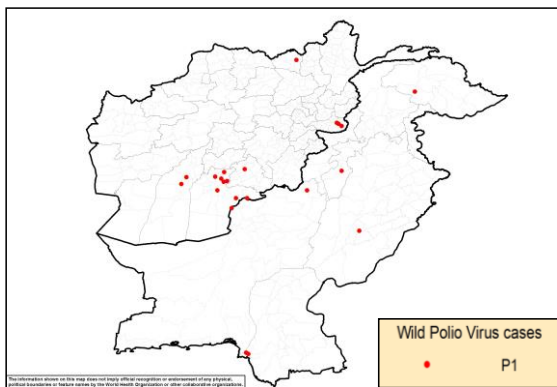 Wild Polio Virus cases
P1
The information shown on this map does not imply official recognition or endorsement of any physical,
political boundaries or feature names by the World Health Organization or other collaborative organizations.